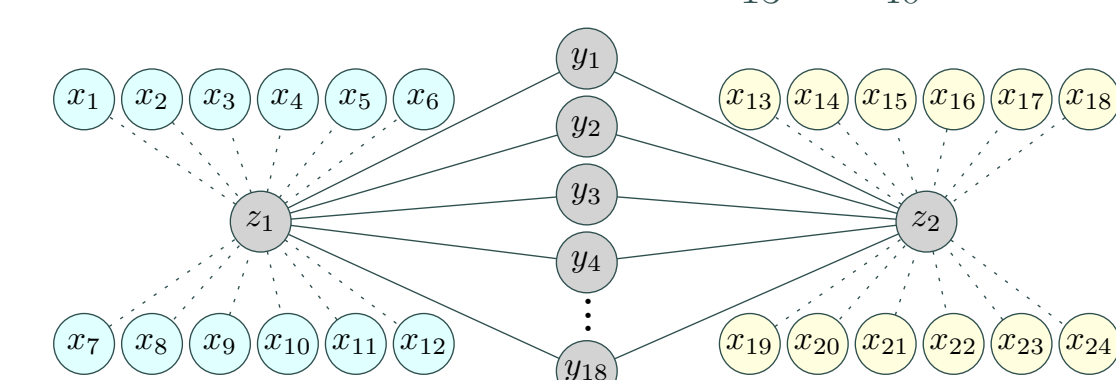 y₁
x₁ x₂ x₃ x₄ x₅ x₆ x₁₃ x₁₄ x₁₅ x₁₆ x₁₇ x₁₈
y₂
y₃
z₁ z₂
y₄
⋮
x₇ x₈ x₉ x₁₀ x₁₁ x₁₂ x₁₉ x₂₀ x₂₁ x₂₂ x₂₃ x₂₄
y₁₈